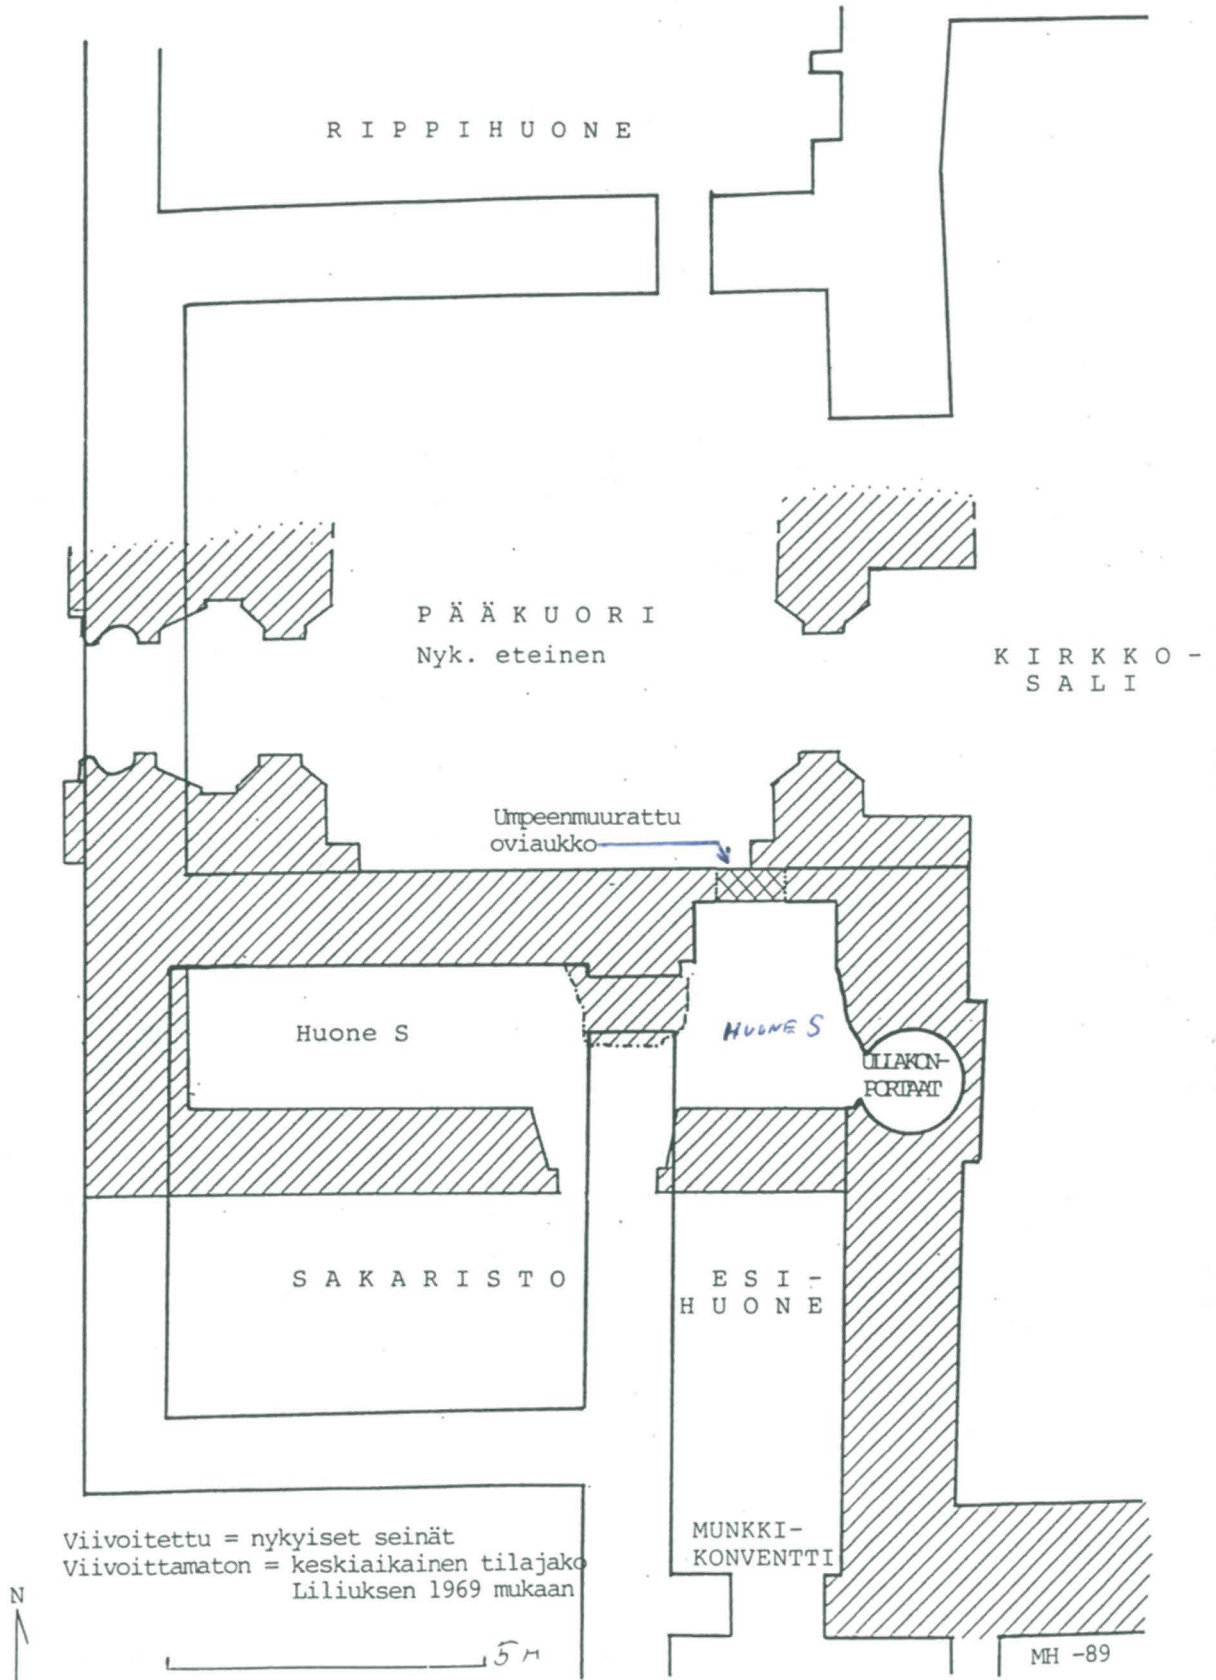 R I P P I H U O N E
P Ä Ä K U O R I
Nyk. eteinen
K I R K K O -
S A L I
Umpeenmuurattu
oviaukko
Huone S
HUONE S
ULLAKON-
PORTAAT
S A K A R I S T O
E S I -
H U O N E
MUNKKI-
KONVENTTI
Viivoitettu = nykyiset seinät
Viivoittamaton = keskiaikainen tilajako
Liliuksen 1969 mukaan
N
5 M
MH -89